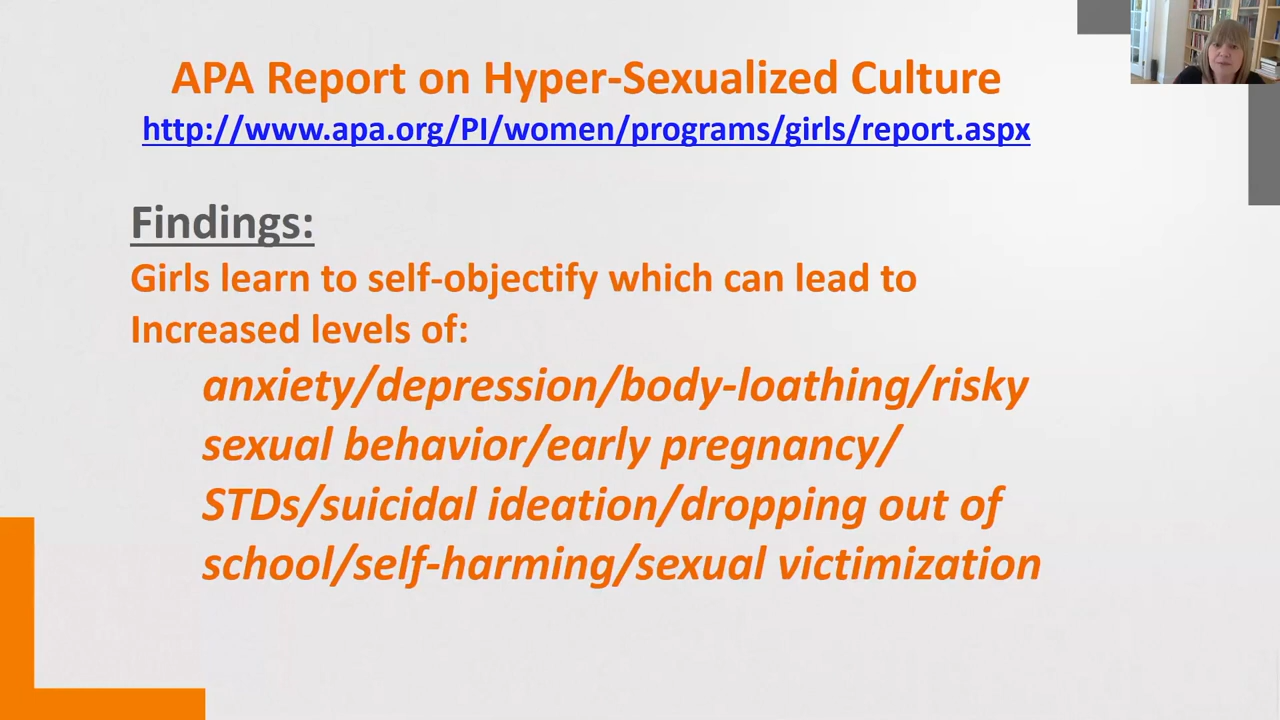 APA Report on Hyper-Sexualized Culture
http://www.apa.org/PI/women/programs/girls/report.aspx
Findings:
Girls learn to self-objectify which can lead to
Increased levels of:
anxiety/depression/body-loathing/risky
sexual behavior/early pregnancy/
STDs/suicidal ideation/dropping out of
school/self-harming/sexual victimization